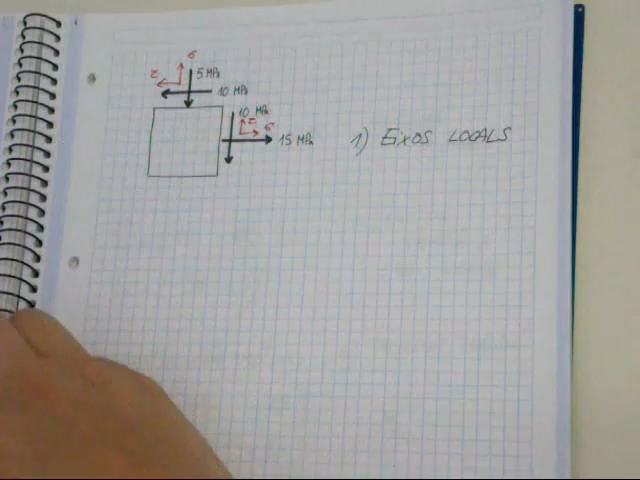 σ
τ
5 MPa
10 MPa
10 MPa
τ
σ
15 MPa
1) EIXOS LOCALS